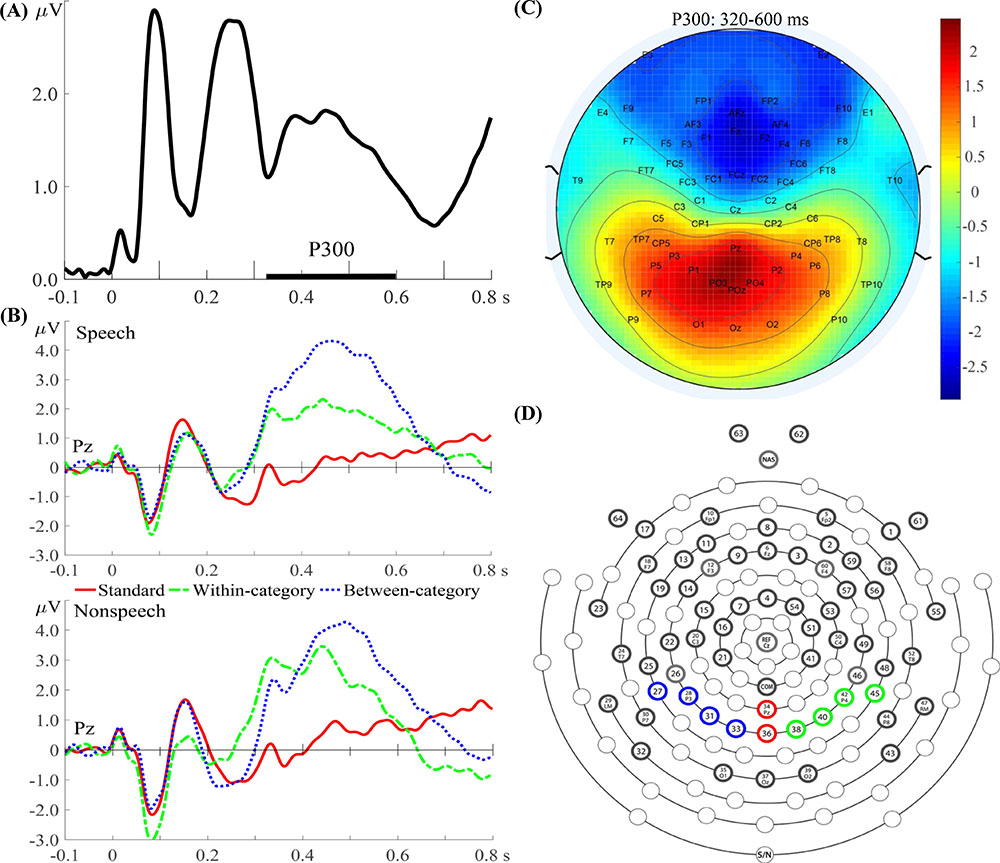 (A)
μV
2.0
1.0
0.0
P300
-0.1 0 0.2 0.4 0.6 0.8 s
(B)
μV
Speech
4.0
3.0
2.0
1.0
0
-1.0
-2.0
-3.0
Pz
-0.1 0 0.2 0.4 0.6 0.8 s
Standard Within-category Between-category
μV
Nonspeech
4.0
3.0
2.0
1.0
0
-1.0
-2.0
-3.0
Pz
-0.1 0 0.2 0.4 0.6 0.8 s
(C)
P300: 320-600 ms
E3
FP1 FP2
F9 AFz F10
E4 E1
AF3 AF4
F7 F5 F3 F1 Fz F2 F4 F6 F8
FT7 FC5 FC6 FT8
T9 FC3 FC1 FCz FC2 FC4 T10
C3 C1 Cz C2 C4
C5 CP1 CP2 C6
T7 TP7 CP5 Pz CP6 TP8 T8
P3 P4
P5 P1 P2 P6
TP9 PO3 POz PO4 TP10
P7 P8
P9 O1 Oz O2 P10
2
1.5
1
0.5
0
-0.5
-1
-1.5
-2
-2.5
(D)
63 62
NAS
64 17 10 Fp1 8 5 Fp2 1 61
11 2
18 F7 13 9 6 Fz 3 59 58 F8
12 F3 60 F4
19 14 57 56
23 15 7 4 54 53 55
16 51
24 T7 22 20 C3 REF Cz 50 C4 49 52 T8
21 41
25 26 COM 46 48
27 28 P3 34 Pz 42 P4 45
29 LM 31 40 47 RM
P7 33 36 38 44 P8
32 43
35 O1 37 Oz 39 O2
S/N